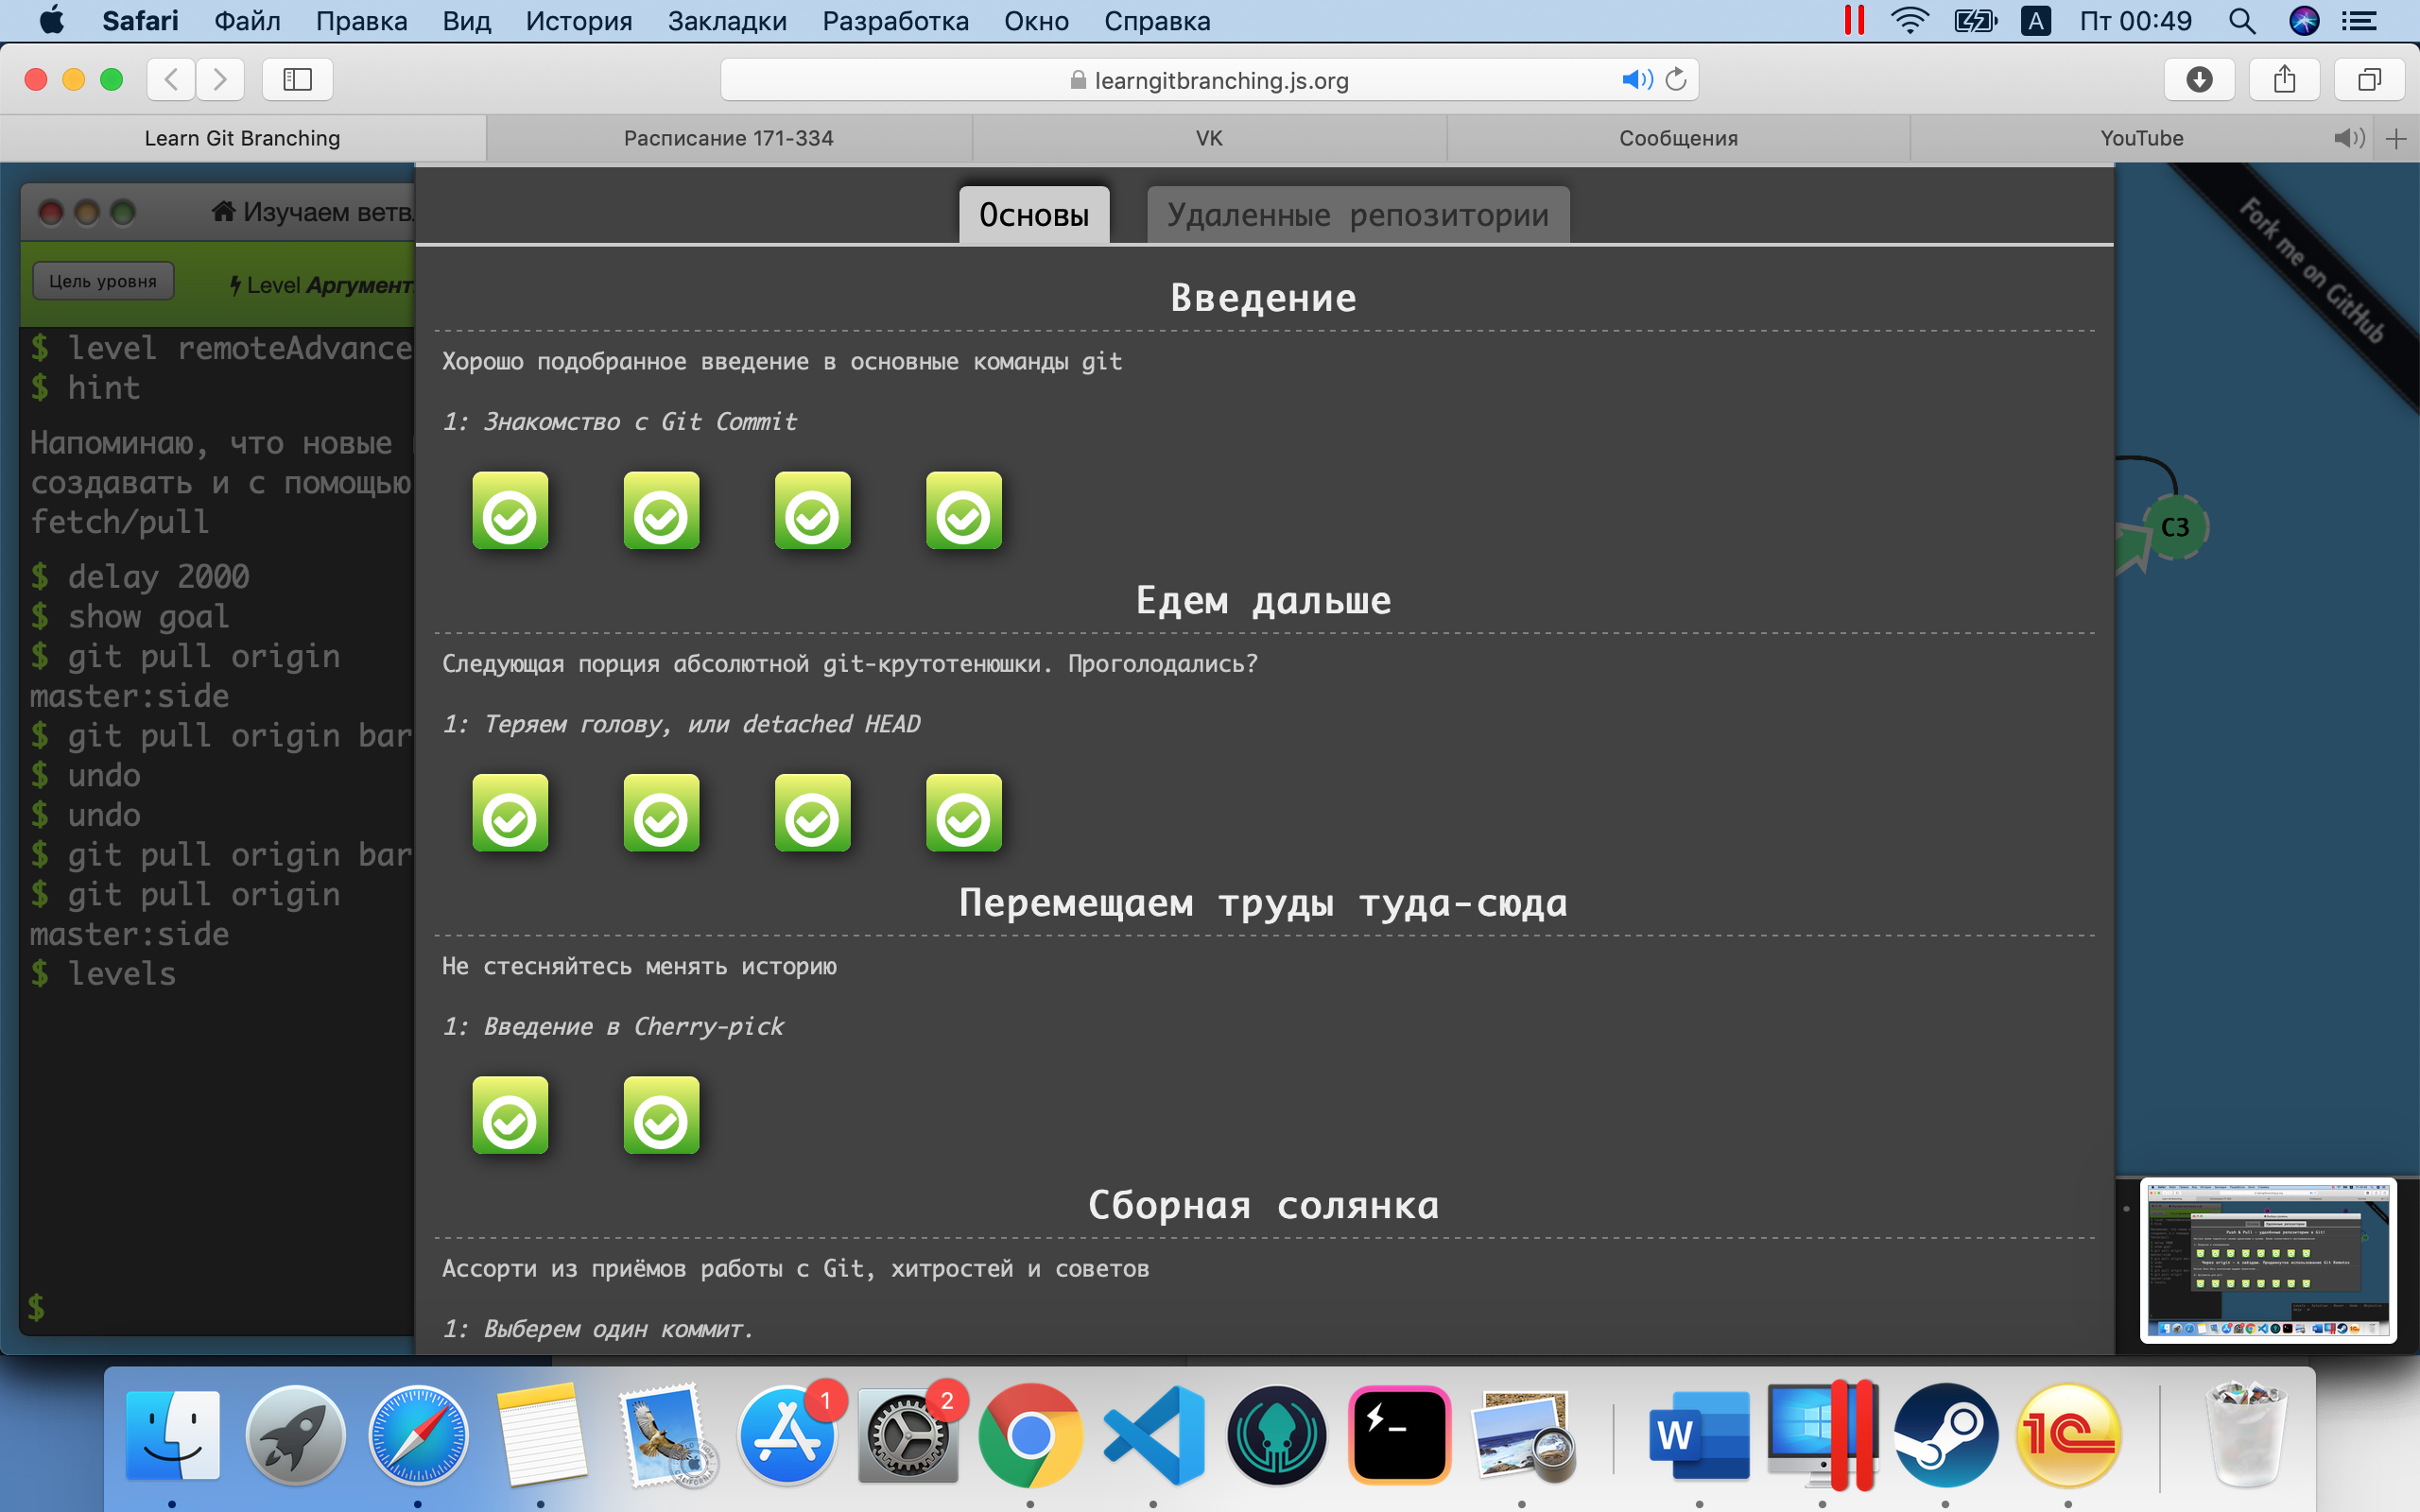 Safari Файл Правка Вид История Закладки Разработка Окно Справка A Пт 00:49
learngitbranching.js.org
Learn Git Branching Расписание 171-334 VK Сообщения YouTube
Изучаем ветв
Цель уровня Level Аргумент
$ level remoteAdvance
$ hint
Напоминаю, что новые
создавать и с помощью
fetch/pull
$ delay 2000
$ show goal
$ git pull origin
master:side
$ git pull origin bar
$ undo
$ undo
$ git pull origin bar
$ git pull origin
master:side
$ levels
$
Основы Удаленные репозитории
Введение
Хорошо подобранное введение в основные команды git
1: Знакомство с Git Commit
Едем дальше
Следующая порция абсолютной git-крутотенюшки. Проголодались?
1: Теряем голову, или detached HEAD
Перемещаем труды туда-сюда
Не стесняйтесь менять историю
1: Введение в Cherry-pick
Сборная солянка
Ассорти из приёмов работы с Git, хитростей и советов
1: Выберем один коммит.
Fork me on GitHub
C3
1 2 W 1C